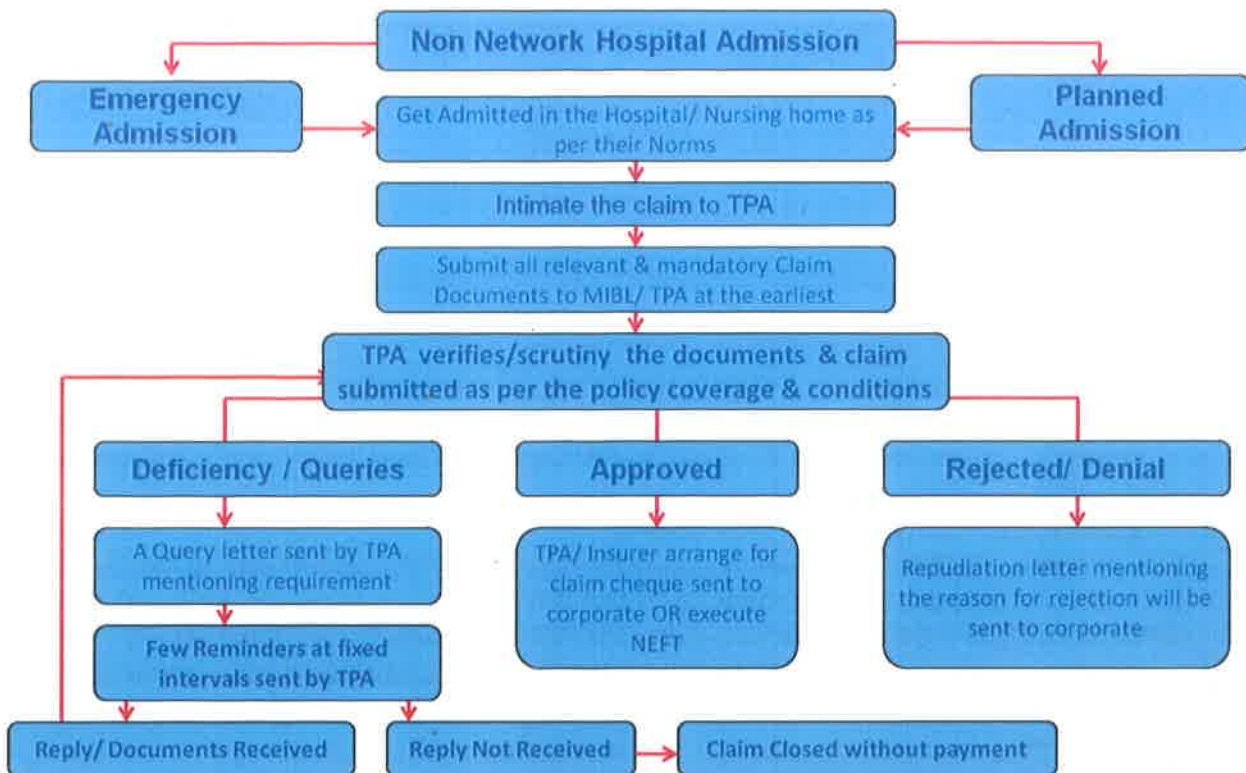 Non Network Hospital Admission
Emergency
Admission
Get Admitted in the Hospital/ Nursing home as
per their Norms
Planned
Admission
Intimate the claim to TPA
Submit all relevant & mandatory Claim
Documents to MIBL/ TPA at the earliest
TPA verifies/scrutiny the documents & claim
submitted as per the policy coverage & conditions
Deficiency / Queries
Approved
Rejected/ Denial
A Query letter sent by TPA
mentioning requirement
TPA/ Insurer arrange for
claim cheque sent to
corporate OR execute
NEFT
Repudiation letter mentioning
the reason for rejection will be
sent to corporate
Few Reminders at fixed
intervals sent by TPA
Reply/ Documents Received
Reply Not Received
Claim Closed without payment